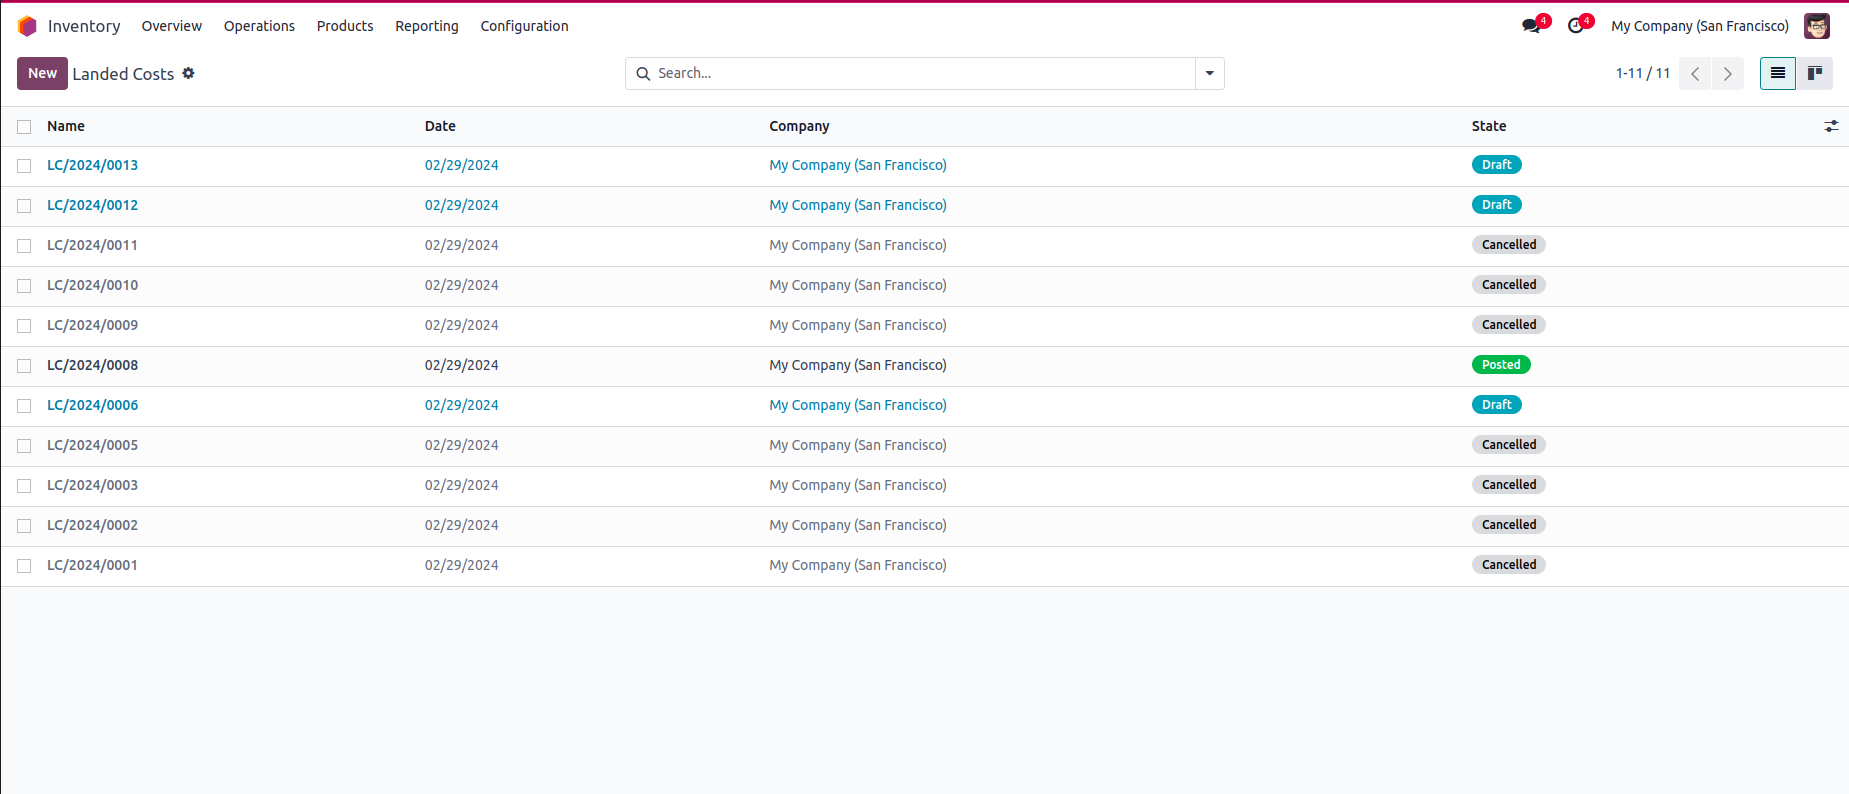 Inventory Overview Operations Products Reporting Configuration 4 4 My Company (San Francisco)
New Landed Costs Search... 1-11 / 11
Name Date Company State
LC/2024/0013 02/29/2024 My Company (San Francisco) Draft
LC/2024/0012 02/29/2024 My Company (San Francisco) Draft
LC/2024/0011 02/29/2024 My Company (San Francisco) Cancelled
LC/2024/0010 02/29/2024 My Company (San Francisco) Cancelled
LC/2024/0009 02/29/2024 My Company (San Francisco) Cancelled
LC/2024/0008 02/29/2024 My Company (San Francisco) Posted
LC/2024/0006 02/29/2024 My Company (San Francisco) Draft
LC/2024/0005 02/29/2024 My Company (San Francisco) Cancelled
LC/2024/0003 02/29/2024 My Company (San Francisco) Cancelled
LC/2024/0002 02/29/2024 My Company (San Francisco) Cancelled
LC/2024/0001 02/29/2024 My Company (San Francisco) Cancelled